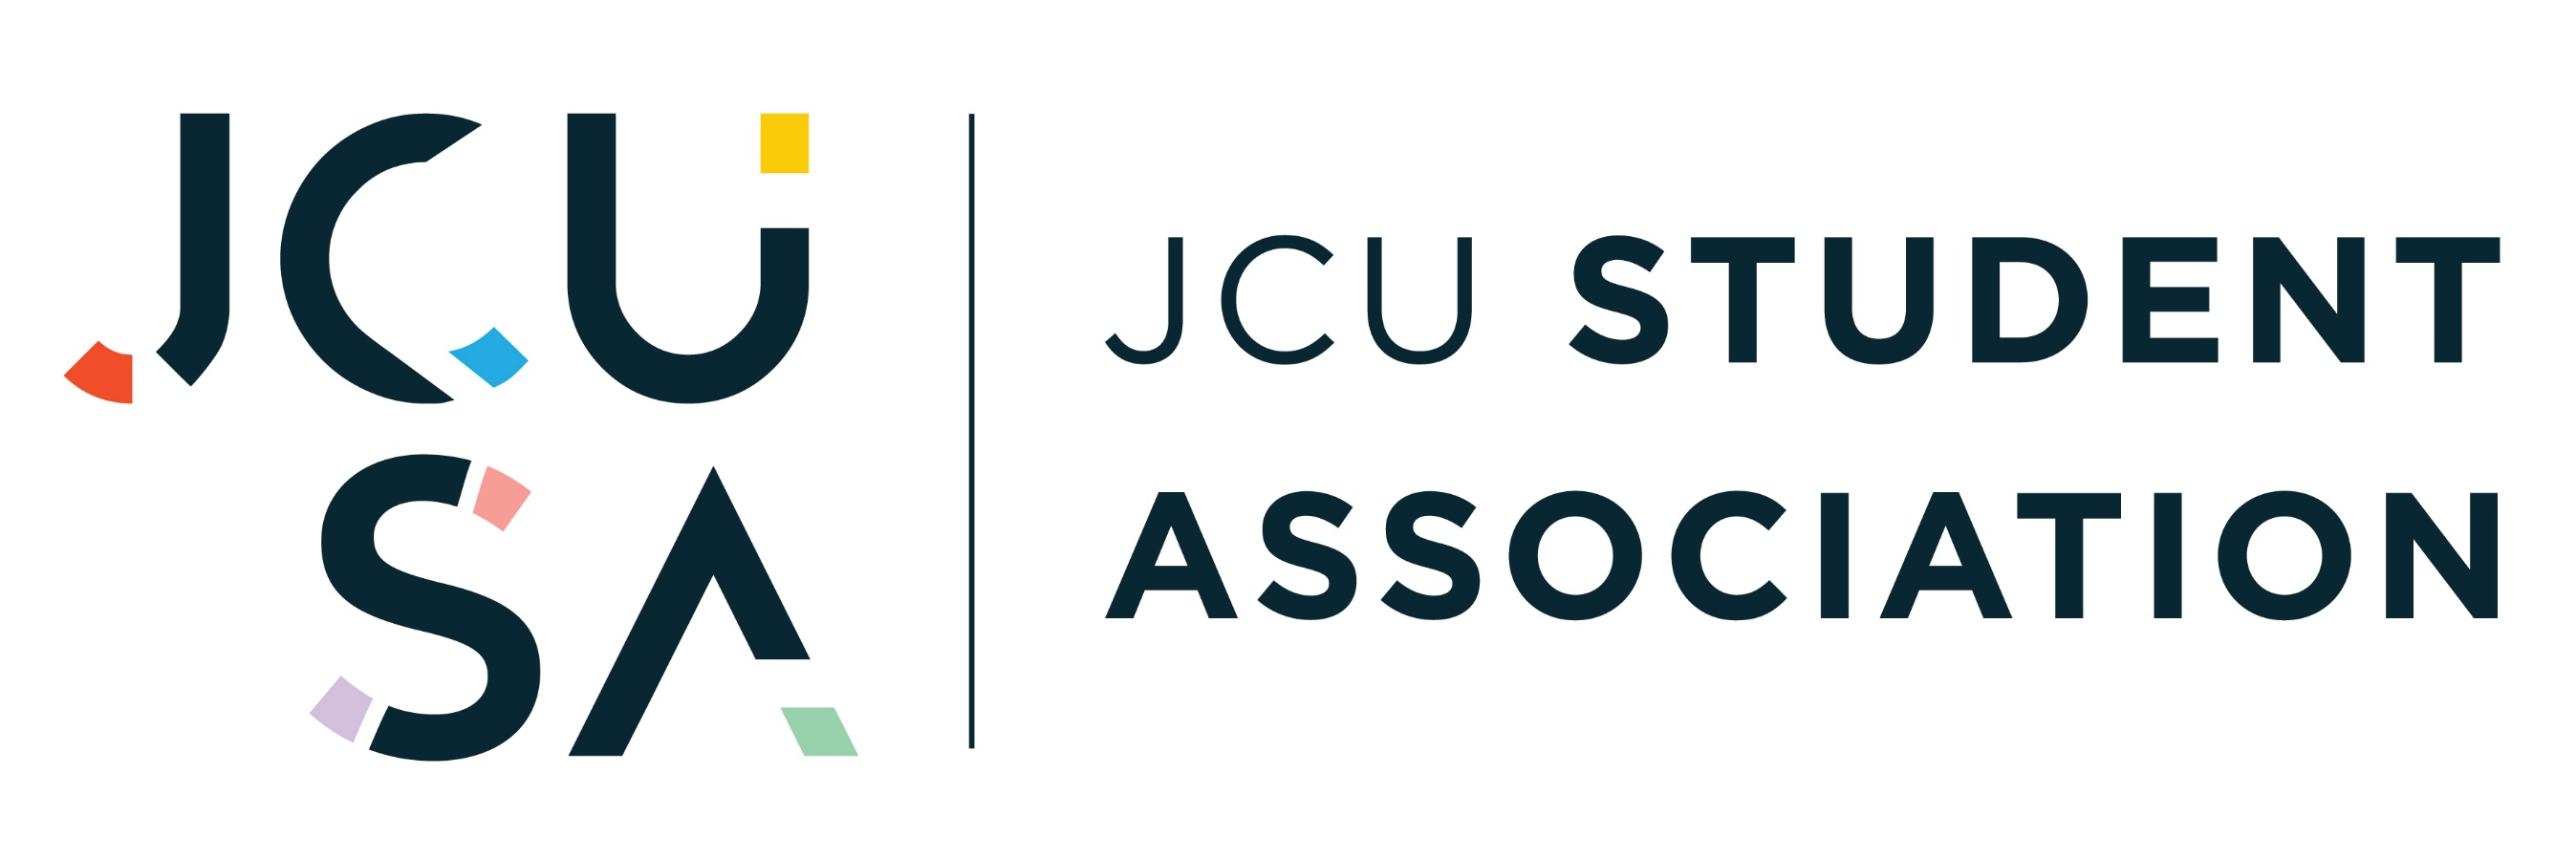 JCU
SA
JCU STUDENT
ASSOCIATION